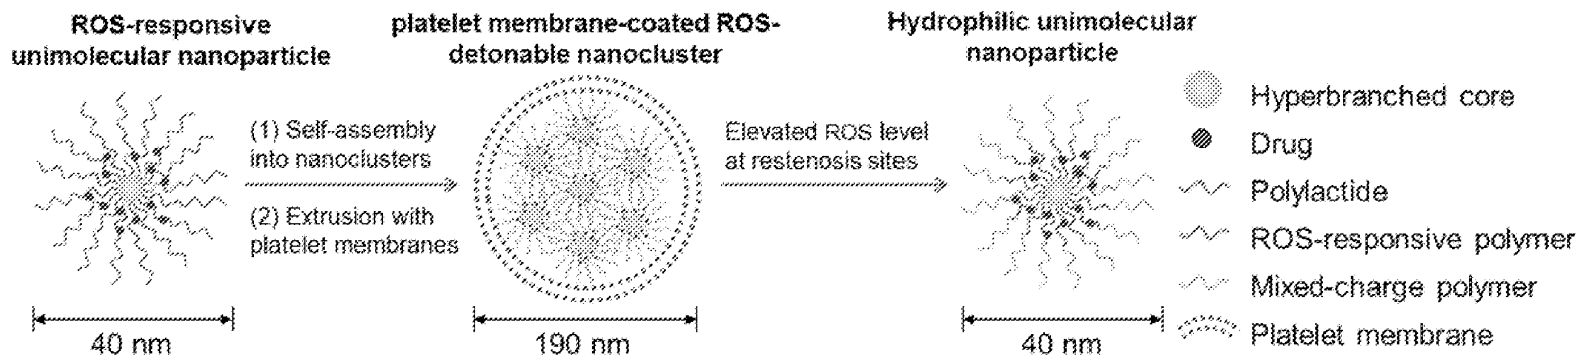 ROS-responsive
unimolecular nanoparticle
platelet membrane-coated ROS-
detonable nanocluster
Hydrophilic unimolecular
nanoparticle
(1) Self-assembly
into nanoclusters
(2) Extrusion with
platelet membranes
Elevated ROS level
at restenosis sites
Hyperbranched core
Drug
Polylactide
ROS-responsive polymer
Mixed-charge polymer
Platelet membrane
40 nm
190 nm
40 nm